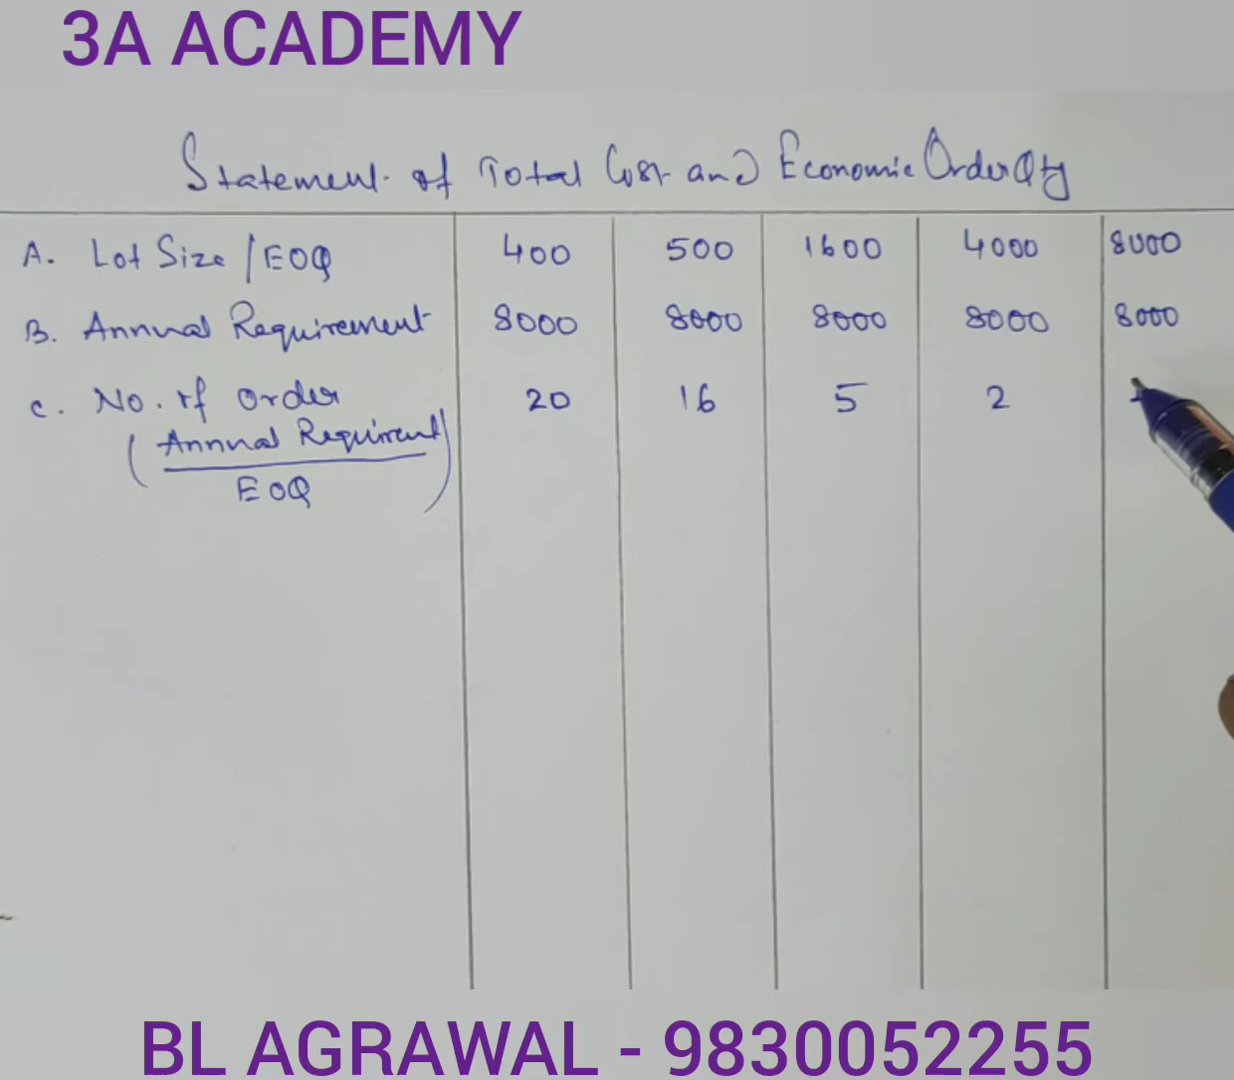 3A ACADEMY
Statement of Total Cost and Economic Order Qty
A. Lot Size / EOQ 400 500 1600 4000 8000
B. Annual Requirement 8000 8000 8000 8000 8000
C. No. of Order 20 16 5 2
(Annual Requirent)
EOQ
BL AGRAWAL - 9830052255